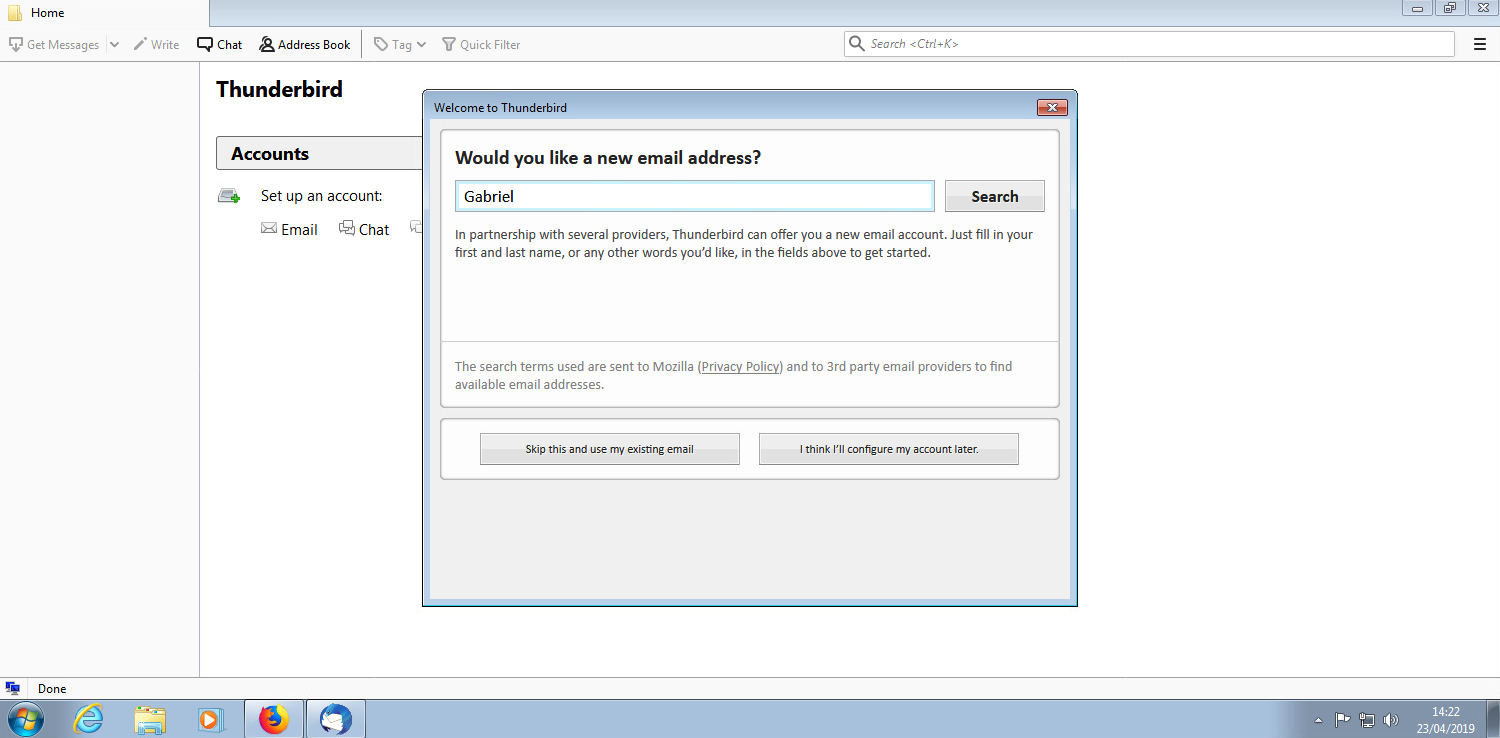 Home
Get Messages Write Chat Address Book Tag Quick Filter Search <Ctrl+K>
Thunderbird
Accounts
Set up an account:
Email Chat
Welcome to Thunderbird
Would you like a new email address?
Gabriel Search
In partnership with several providers, Thunderbird can offer you a new email account. Just fill in your
first and last name, or any other words you’d like, in the fields above to get started.
The search terms used are sent to Mozilla (Privacy Policy) and to 3rd party email providers to find
available email addresses.
Skip this and use my existing email I think I’ll configure my account later.
Done
14:22
23/04/2019